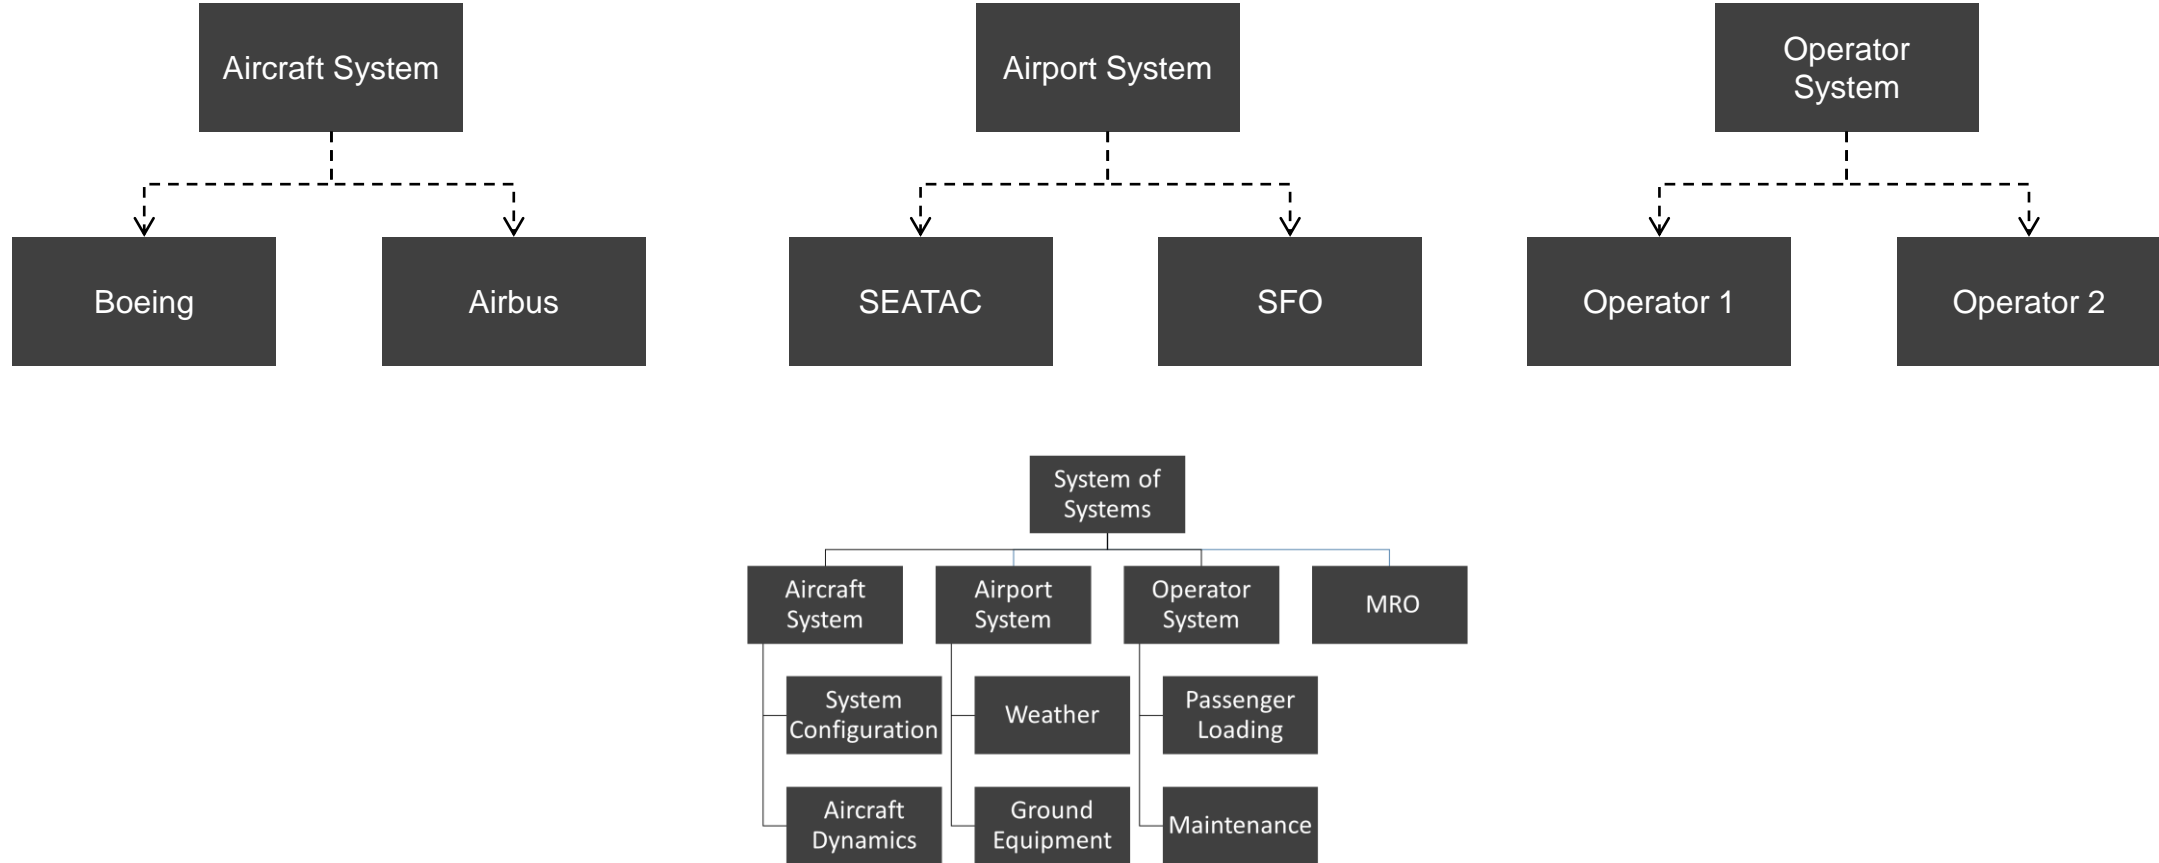 Aircraft System
Airport System
Operator
System
Boeing
Airbus
SEATAC
SFO
Operator 1
Operator 2
System of
Systems
Aircraft
System
Airport
System
Operator
System
MRO
System
Configuration
Weather
Passenger
Loading
Aircraft
Dynamics
Ground
Equipment
Maintenance